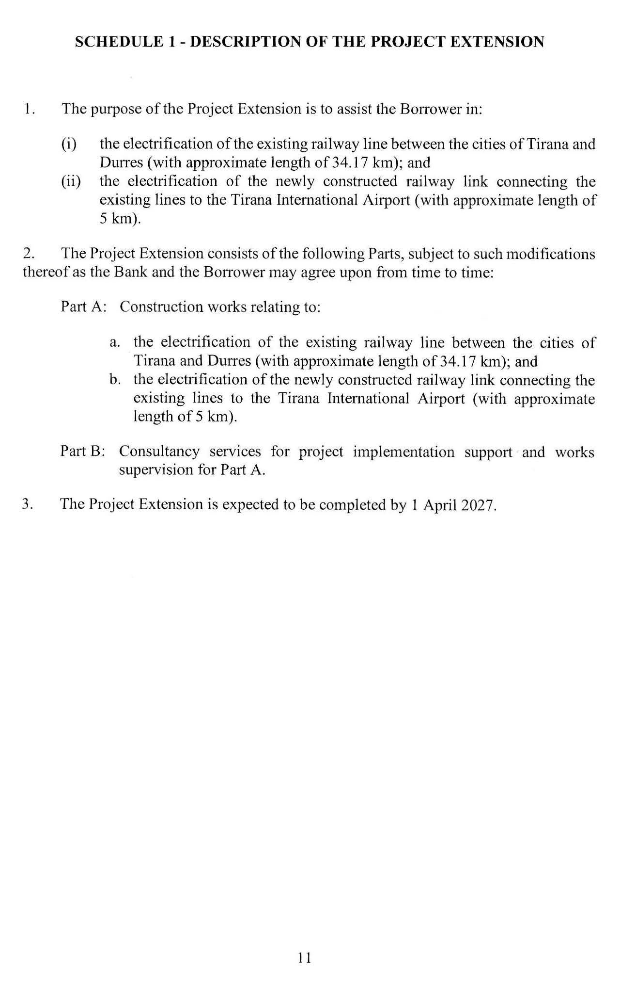 SCHEDULE 1 - DESCRIPTION OF THE PROJECT EXTENSION
1. The purpose of the Project Extension is to assist the Borrower in:
(i) the electrification of the existing railway line between the cities of Tirana and
Durres (with approximate length of 34.17 km); and
(ii) the electrification of the newly constructed railway link connecting the
existing lines to the Tirana International Airport (with approximate length of
5 km).
2. The Project Extension consists of the following Parts, subject to such modifications
thereof as the Bank and the Borrower may agree upon from time to time:
Part A: Construction works relating to:
a. the electrification of the existing railway line between the cities of
Tirana and Durres (with approximate length of 34.17 km); and
b. the electrification of the newly constructed railway link connecting the
existing lines to the Tirana International Airport (with approximate
length of 5 km).
Part B: Consultancy services for project implementation support and works
supervision for Part A.
3. The Project Extension is expected to be completed by 1 April 2027.
11